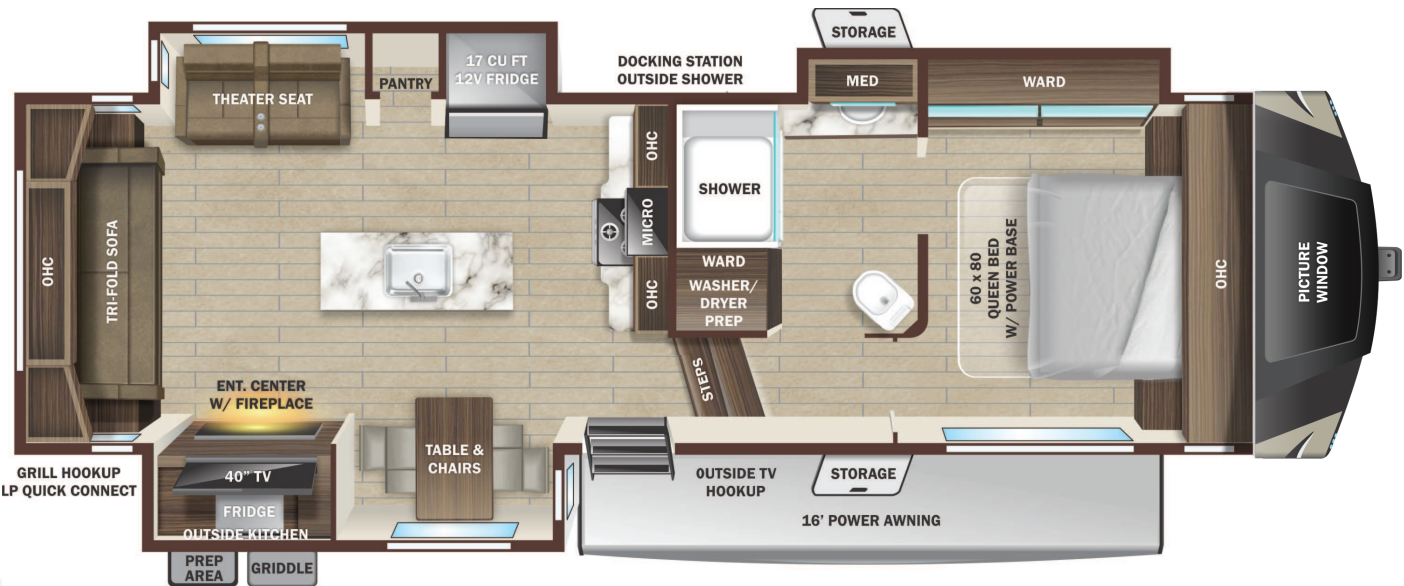 STORAGE
17 CU FT
12V FRIDGE
PANTRY
THEATER SEAT
DOCKING STATION
OUTSIDE SHOWER
MED
WARD
OHC
MICRO
OHC
SHOWER
WARD
WASHER/
DRYER
PREP
STEPS
60 x 80
QUEEN BED
W/ POWER BASE
OHC
PICTURE
WINDOW
OHC
TRI-FOLD SOFA
ENT. CENTER
W/ FIREPLACE
TABLE &
CHAIRS
40" TV
FRIDGE
OUTSIDE KITCHEN
GRILL HOOKUP
LP QUICK CONNECT
PREP
AREA
GRIDDLE
OUTSIDE TV
HOOKUP
STORAGE
16' POWER AWNING